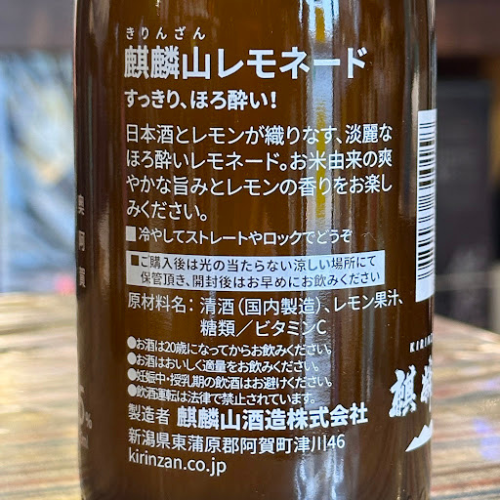 きりんざん
麒麟山レモネード
すっきり、ほろ酔い！
日本酒とレモンが織りなす、淡麗な
ほろ酔いレモネード。お米由来の爽
やかな旨みとレモンの香りをお楽し
みください。
■冷やしてストレートやロックでどうぞ
■ご購入後は光の当たらない涼しい場所にて
保管頂き、開封後はお早めにお飲みください
原材料名：清酒（国内製造）、レモン果汁、
糖類／ビタミンC
●お酒は20歳になってからお飲みください。
●お酒はおいしく適量をお飲みください。
●妊娠中・授乳期の飲酒はお避けください。
●飲酒運転は法律で禁止されています。
製造者 麒麟山酒造株式会社
新潟県東蒲原郡阿賀町津川46
kirinzan.co.jp
奥阿賀
5%
KIRIN
麒